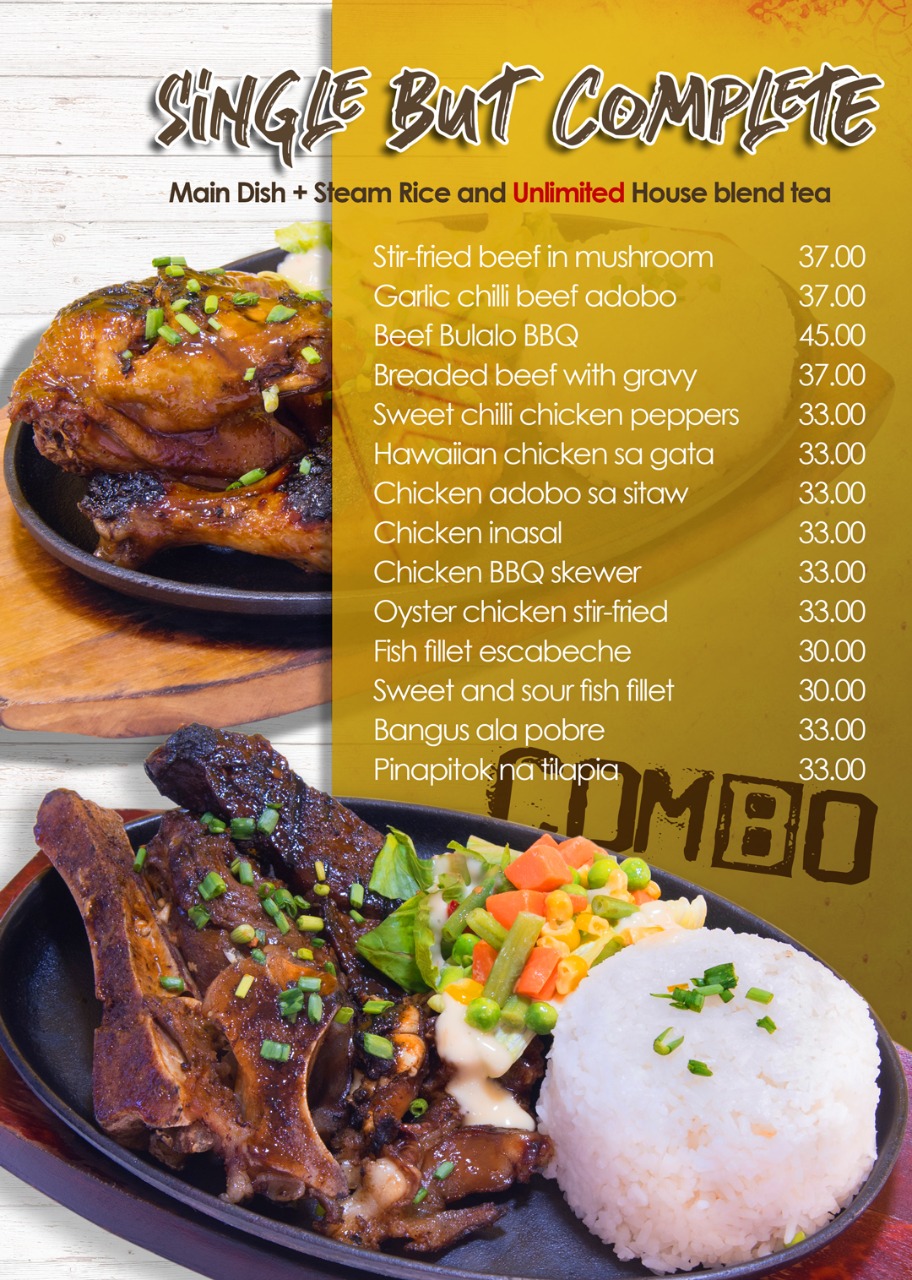 Single But Complete
Main Dish + Steam Rice and Unlimited House blend tea
Stir-fried beef in mushroom 37.00
Garlic chilli beef adobo 37.00
Beef Bulalo BBQ 45.00
Breaded beef with gravy 37.00
Sweet chilli chicken peppers 33.00
Hawaiian chicken sa gata 33.00
Chicken adobo sa sitaw 33.00
Chicken inasal 33.00
Chicken BBQ skewer 33.00
Oyster chicken stir-fried 33.00
Fish fillet escabeche 30.00
Sweet and sour fish fillet 30.00
Bangus ala pobre 33.00
Pinapitok na tilapia 33.00
COMBO